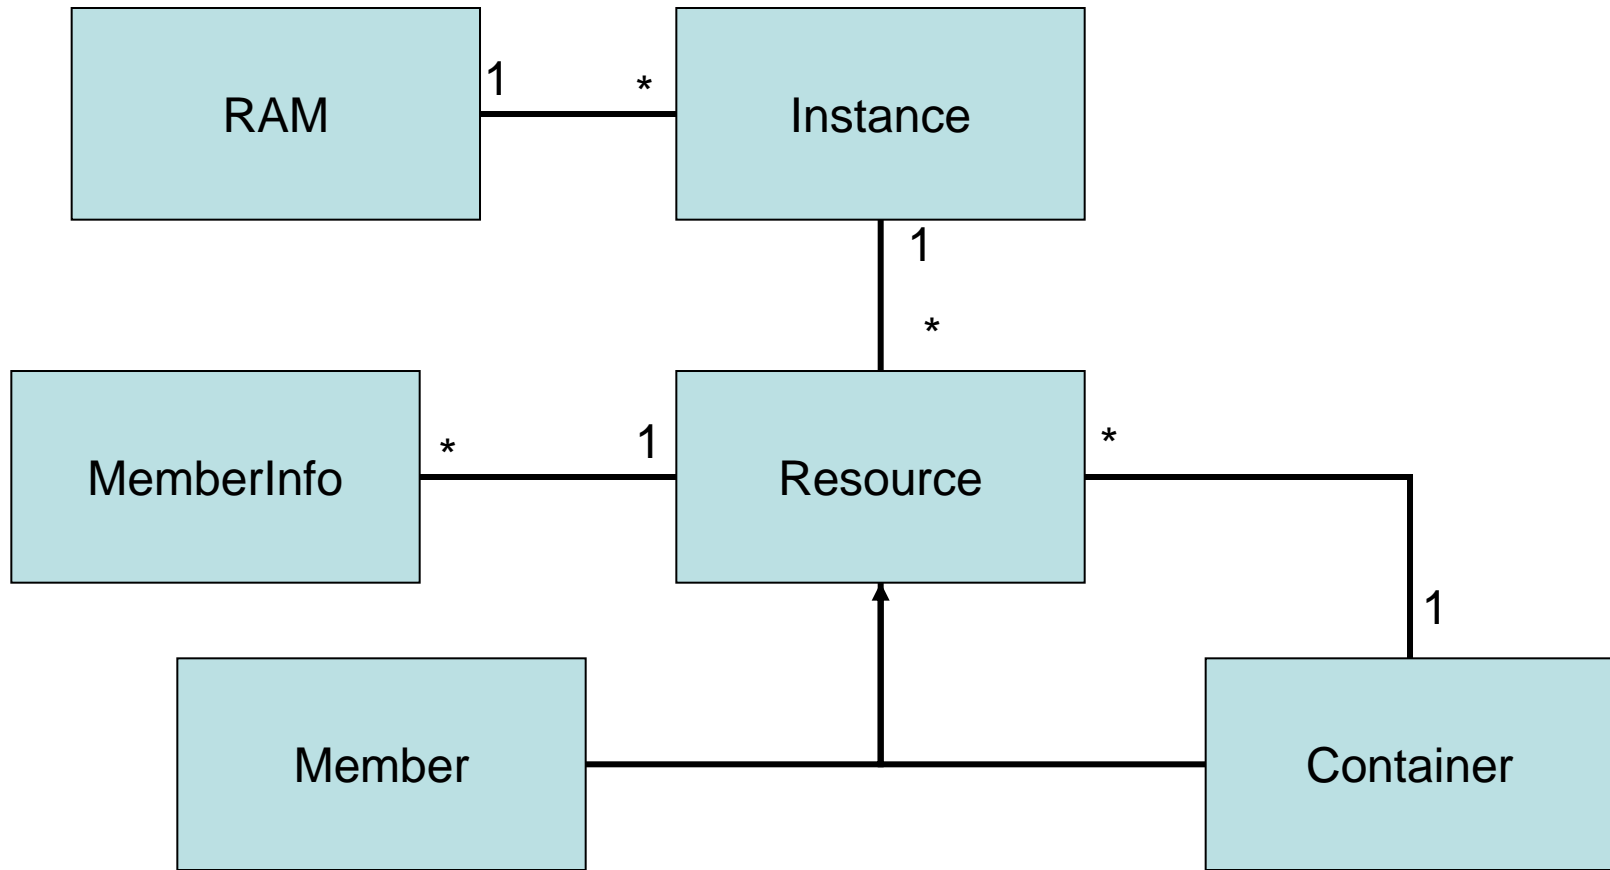 RAM
1
*
Instance
1
*
MemberInfo
*
1
Resource
*
1
Member
Container